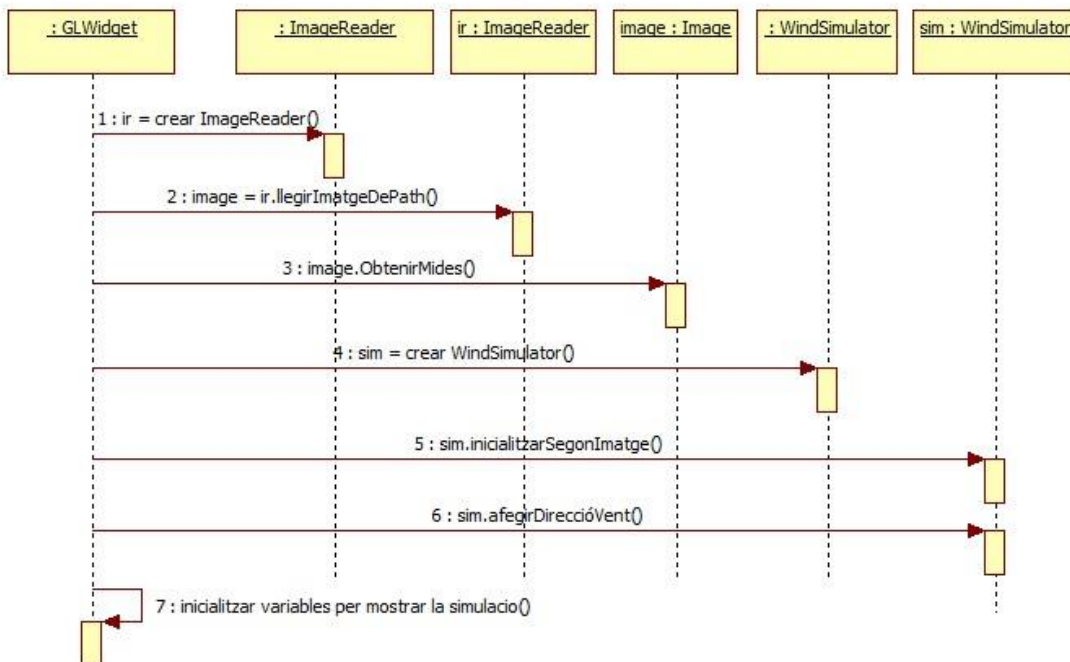 : GLWidget
: ImageReader
ir : ImageReader
image : Image
: WindSimulator
sim : WindSimulator
1 : ir = crear ImageReader()
2 : image = ir.llegirImatgeDePath()
3 : image.ObtenirMides()
4 : sim = crear WindSimulator()
5 : sim.inicialitzarSegonImatge()
6 : sim.afegirDireccióVent()
7 : inicialitzar variables per mostrar la simulacio()